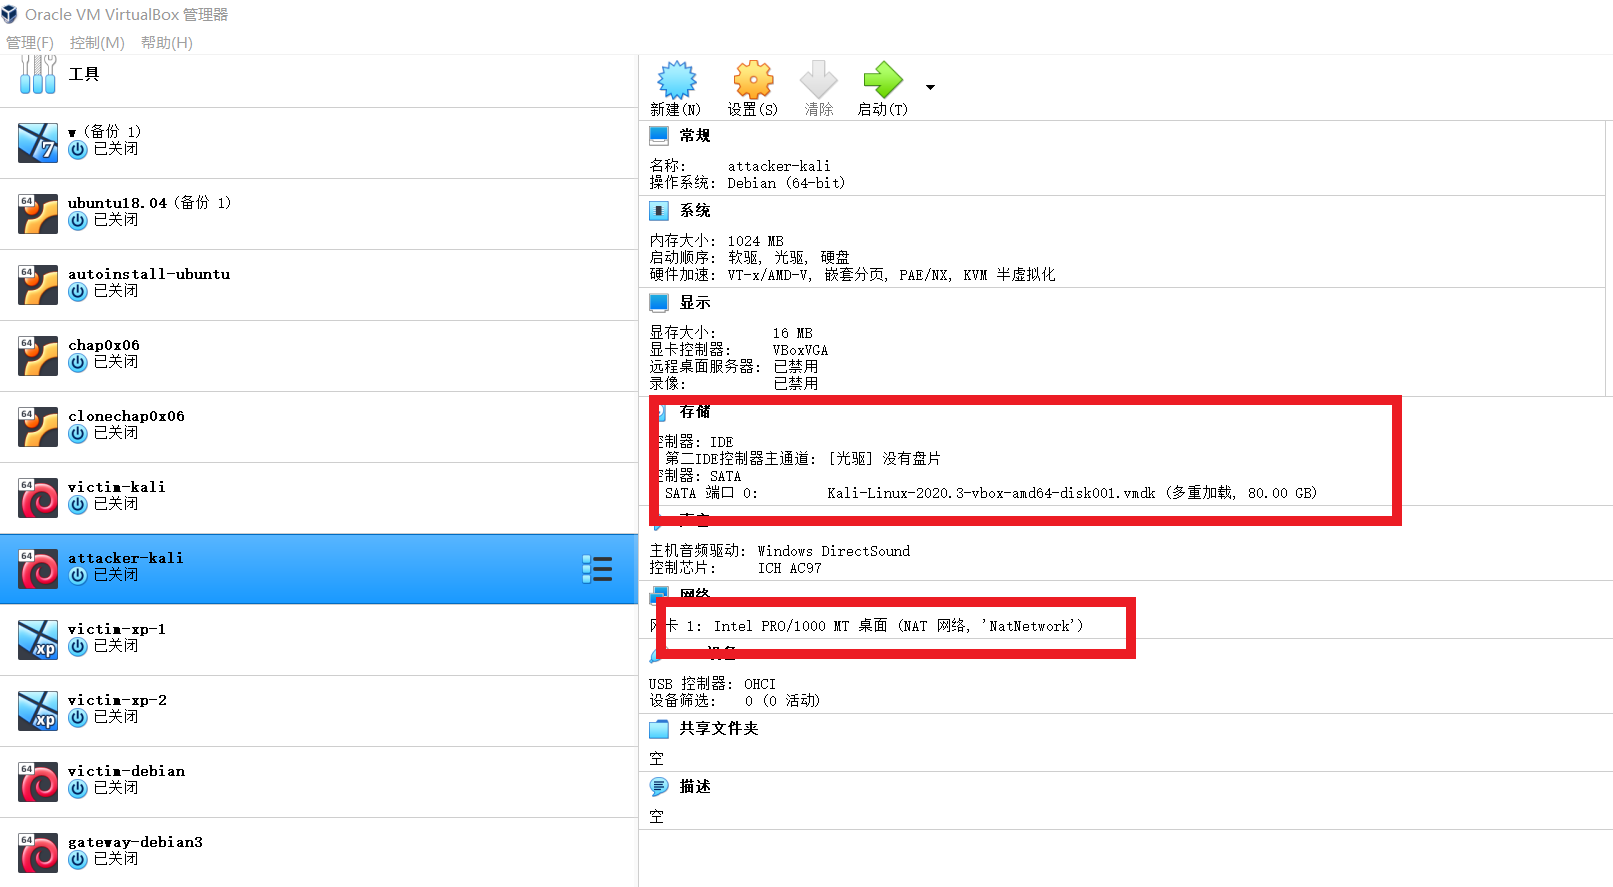 Oracle VM VirtualBox 管理器
管理(F) 控制(M) 帮助(H)
工具
w (备份 1)
已关闭
ubuntu18.04 (备份 1)
已关闭
autoinstall-ubuntu
已关闭
chap0x06
已关闭
clonechap0x06
已关闭
victim-kali
已关闭
attacker-kali
已关闭
victim-xp-1
已关闭
victim-xp-2
已关闭
victim-debian
已关闭
gateway-debian3
已关闭
新建(N) 设置(S) 清除 启动(T)
常规
名称: attacker-kali
操作系统: Debian (64-bit)
系统
内存大小: 1024 MB
启动顺序: 软驱, 光驱, 硬盘
硬件加速: VT-x/AMD-V, 嵌套分页, PAE/NX, KVM 半虚拟化
显示
显存大小: 16 MB
显卡控制器: VBoxVGA
远程桌面服务器: 已禁用
录像: 已禁用
存储
控制器: IDE
第二IDE控制器主通道: [光驱] 没有盘片
控制器: SATA
SATA 端口 0: Kali-Linux-2020.3-vbox-amd64-disk001.vmdk (多重加载, 80.00 GB)
主机音频驱动: Windows DirectSound
控制芯片: ICH AC97
网络
网卡 1: Intel PRO/1000 MT 桌面 (NAT 网络, 'NatNetwork')
设备
USB 控制器: OHCI
设备筛选: 0 (0 活动)
共享文件夹
空
描述
空